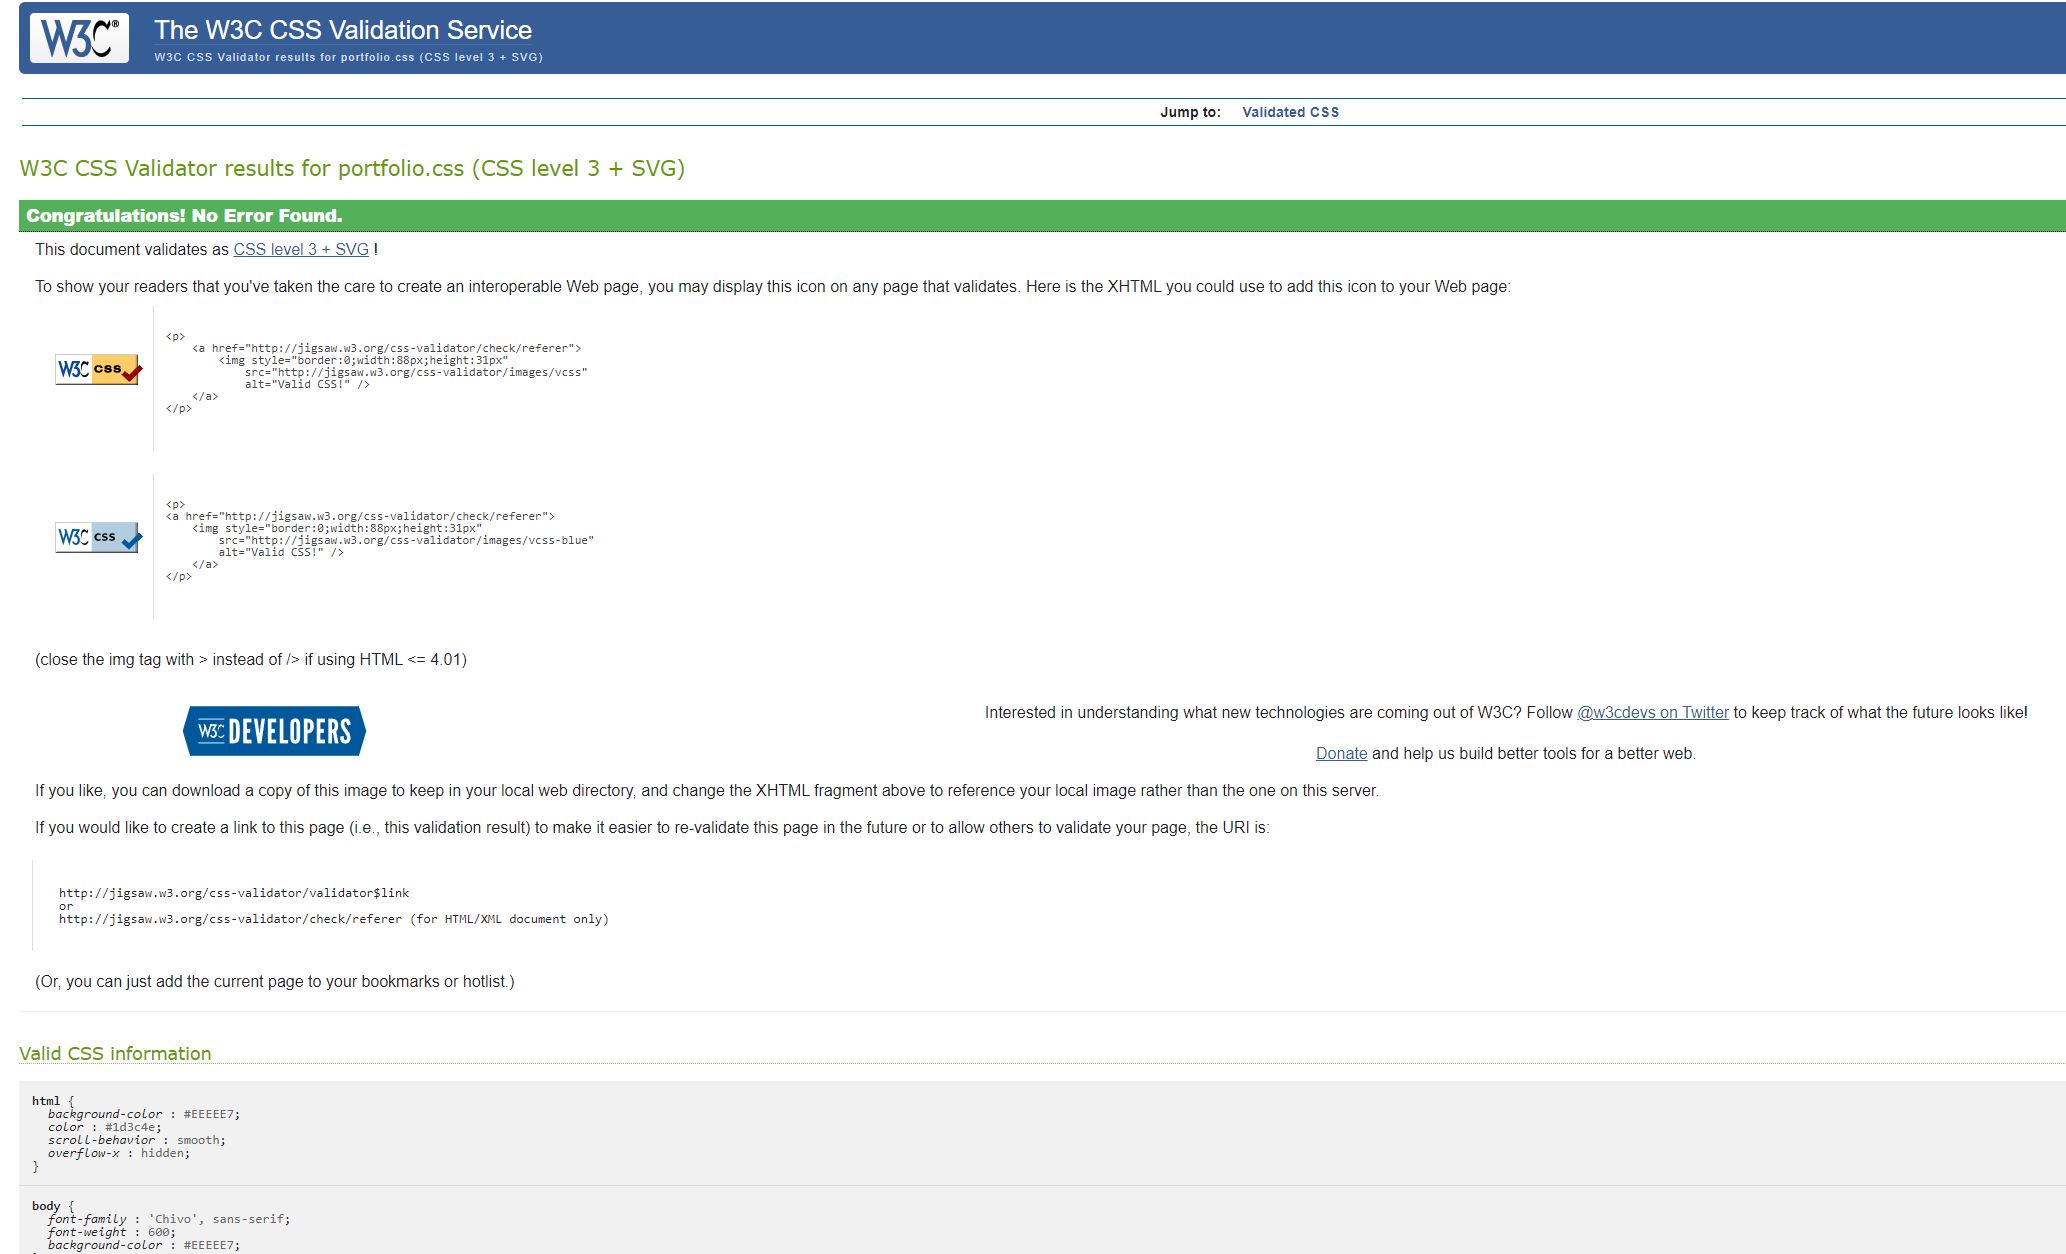 W3C®
The W3C CSS Validation Service
W3C CSS Validator results for portfolio.css (CSS level 3 + SVG)
Jump to: Validated CSS
W3C CSS Validator results for portfolio.css (CSS level 3 + SVG)
Congratulations! No Error Found.
This document validates as CSS level 3 + SVG !
To show your readers that you've taken the care to create an interoperable Web page, you may display this icon on any page that validates. Here is the XHTML you could use to add this icon to your Web page:
W3C css
<p>
    <a href="http://jigsaw.w3.org/css-validator/check/referer">
        <img style="border:0;width:88px;height:31px"
            src="http://jigsaw.w3.org/css-validator/images/vcss"
            alt="Valid CSS!" />
    </a>
</p>
W3C css
<p>
<a href="http://jigsaw.w3.org/css-validator/check/referer">
    <img style="border:0;width:88px;height:31px"
        src="http://jigsaw.w3.org/css-validator/images/vcss-blue"
        alt="Valid CSS!" />
    </a>
</p>
(close the img tag with > instead of /> if using HTML <= 4.01)
W3C DEVELOPERS
Interested in understanding what new technologies are coming out of W3C? Follow @w3cdevs on Twitter to keep track of what the future looks like!
Donate and help us build better tools for a better web.
If you like, you can download a copy of this image to keep in your local web directory, and change the XHTML fragment above to reference your local image rather than the one on this server.
If you would like to create a link to this page (i.e., this validation result) to make it easier to re-validate this page in the future or to allow others to validate your page, the URI is:
http://jigsaw.w3.org/css-validator/validator$link
or
http://jigsaw.w3.org/css-validator/check/referer (for HTML/XML document only)
(Or, you can just add the current page to your bookmarks or hotlist.)
Valid CSS information
html {
  background-color : #EEEEE7;
  color : #1d3c4e;
  scroll-behavior : smooth;
  overflow-x : hidden;
}
body {
  font-family : 'Chivo', sans-serif;
  font-weight : 600;
  background-color : #EEEEE7;